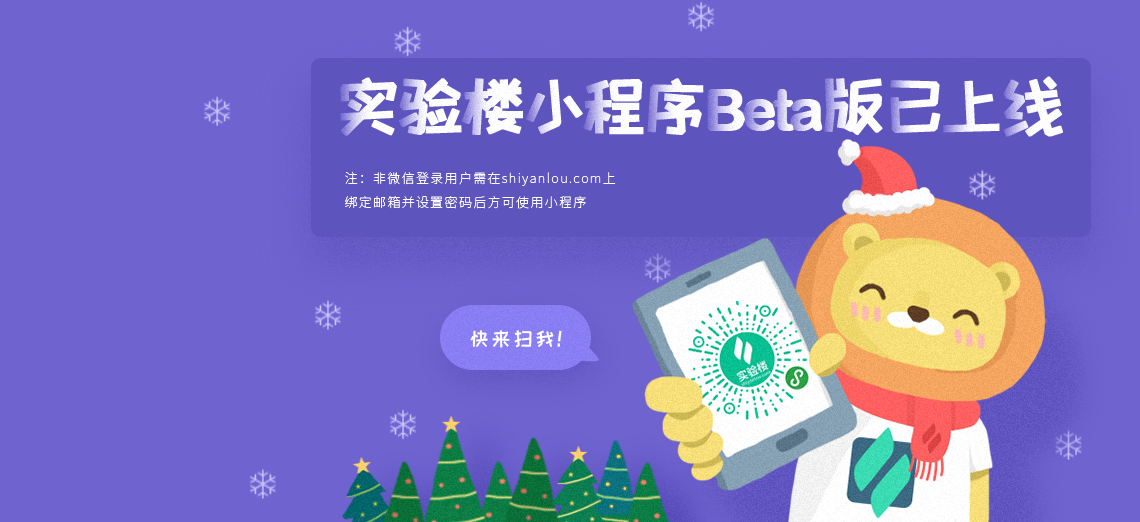 实验楼小程序Beta版已上线
注：非微信登录用户需在shiyanlou.com上
绑定邮箱并设置密码后方可使用小程序
快来扫我!
实验楼